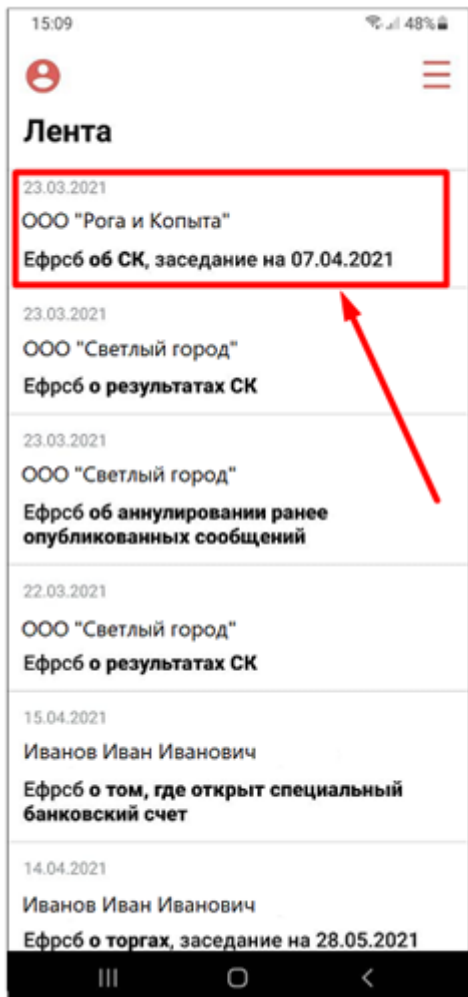 15:09
48%
Лента
23.03.2021
ООО "Рога и Копыта"
Ефрсб об СК, заседание на 07.04.2021
23.03.2021
ООО "Светлый город"
Ефрсб о результатах СК
23.03.2021
ООО "Светлый город"
Ефрсб об аннулировании ранее
опубликованных сообщений
22.03.2021
ООО "Светлый город"
Ефрсб о результатах СК
15.04.2021
Иванов Иван Иванович
Ефрсб о том, где открыт специальный
банковский счет
14.04.2021
Иванов Иван Иванович
Ефрсб о торгах, заседание на 28.05.2021